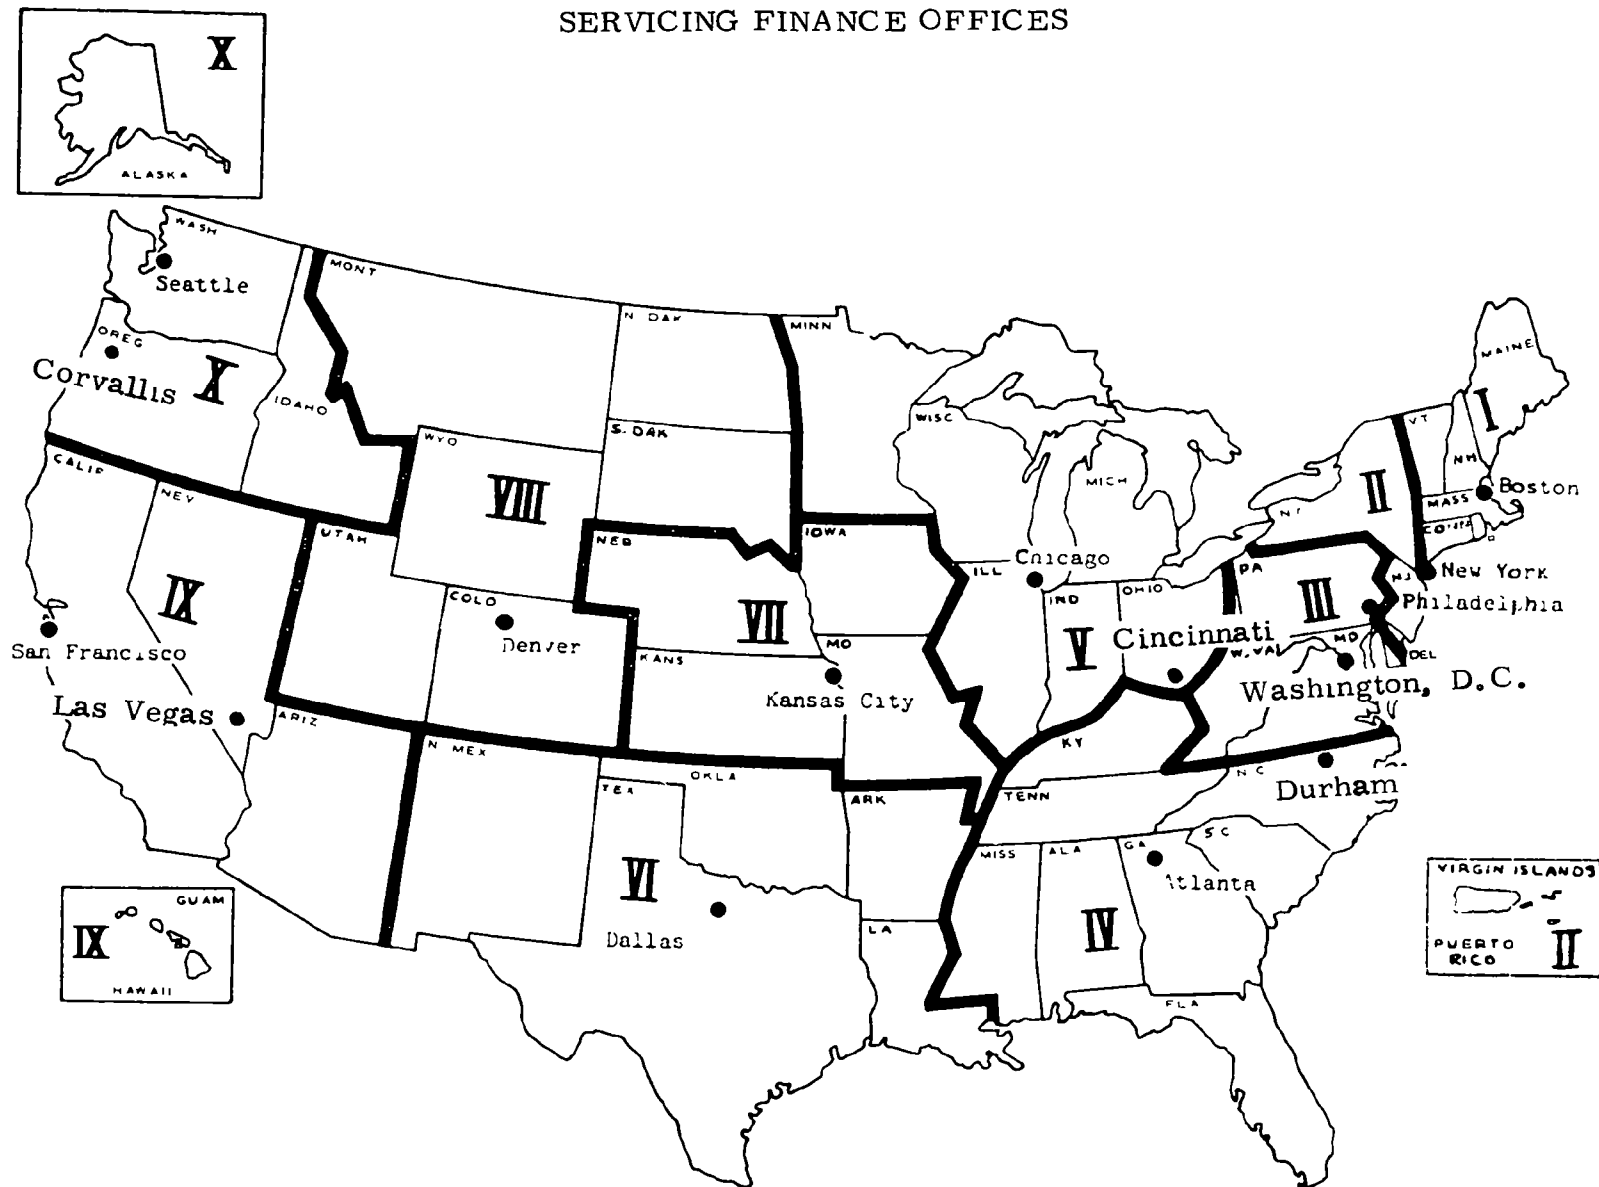 SERVICING FINANCE OFFICES
X
ALASKA
WASH
Seattle
MONT
N. DAK
MINN
OREG
Corvallis
X
IDAHO
WYO
S. DAK
WISC
MICH
MAINE
I
VT
NH
MASS
Boston
II
CALIF
NEV
UTAH
VIII
NEB
IOWA
ILL
Chicago
IND
OHIO
PA
New York
NJ
III
Philadelphia
IX
COLO
Denver
VII
V
Cincinnati
MD
DEL
W. VA
San Francisco
KANS
MO
Kansas City
Washington, D.C.
Las Vegas
ARIZ
N MEX
OKLA
KY
NC
Durham
TEX
ARK
TENN
MISS
ALA
GA
SC
Atlanta
VI
Dallas
LA
IV
FLA
GUAM
IX
HAWAII
VIRGIN ISLANDS
PUERTO
RICO
II